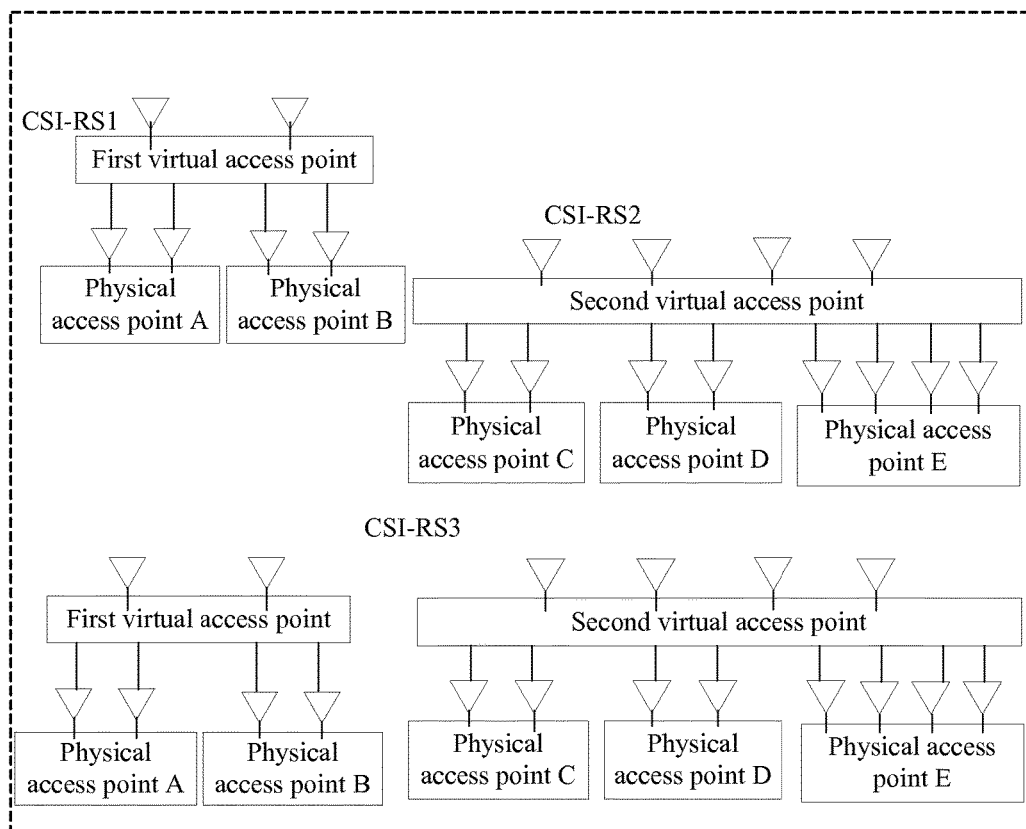 CSI-RS1
First virtual access point
Physical
access point A
Physical
access point B
CSI-RS2
Second virtual access point
Physical
access point C
Physical
access point D
Physical access
point E
CSI-RS3
First virtual access point
Physical
access point A
Physical
access point B
Second virtual access point
Physical
access point C
Physical
access point D
Physical access
point E